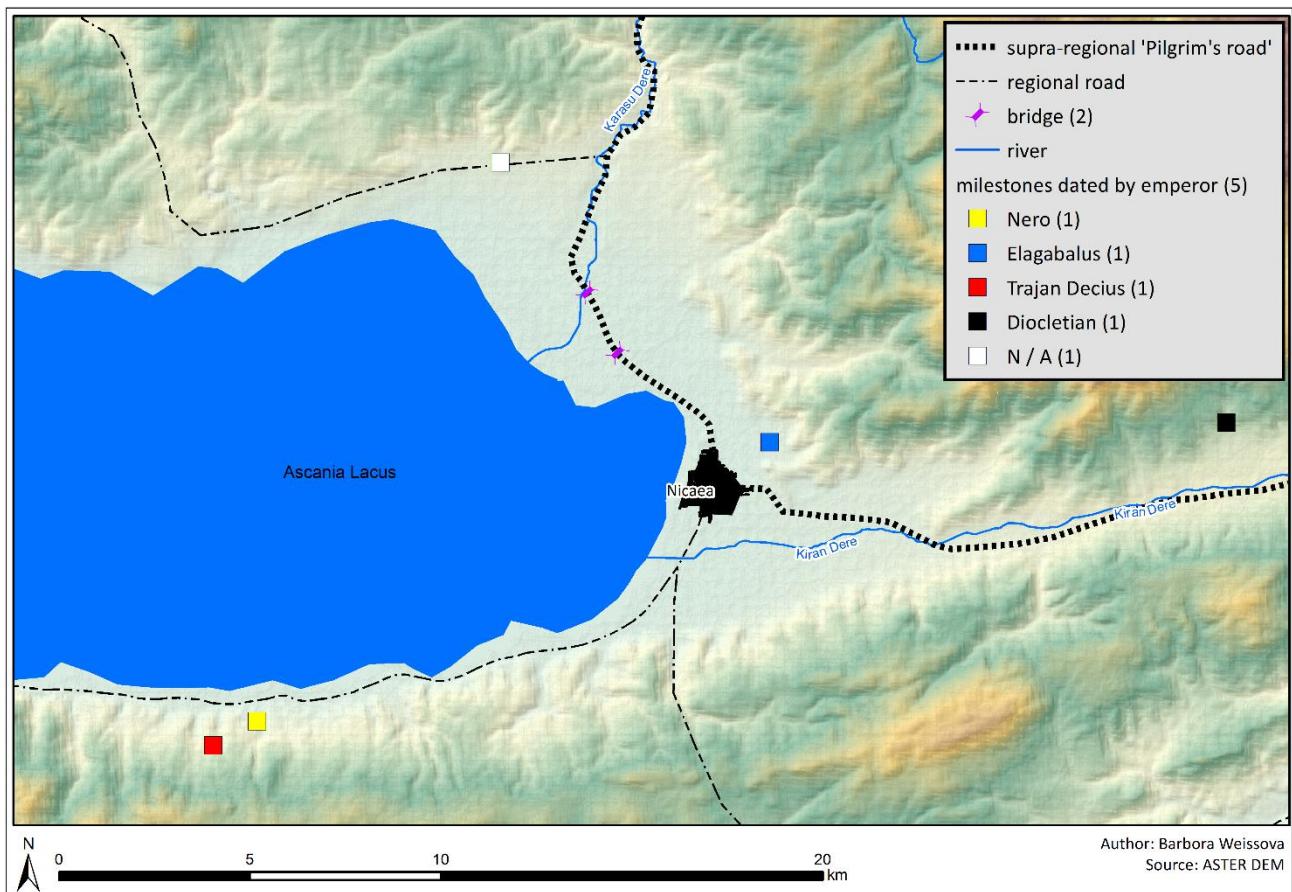 supra-regional 'Pilgrim's road'
regional road
bridge (2)
river
milestones dated by emperor (5)
Nero (1)
Elagabalus (1)
Trajan Decius (1)
Diocletian (1)
N / A (1)
Karasu Dere
Ascania Lacus
Nicaea
Kiran Dere
Kiran Dere
N
0
5
10
20
km
Author: Barbora Weissova
Source: ASTER DEM